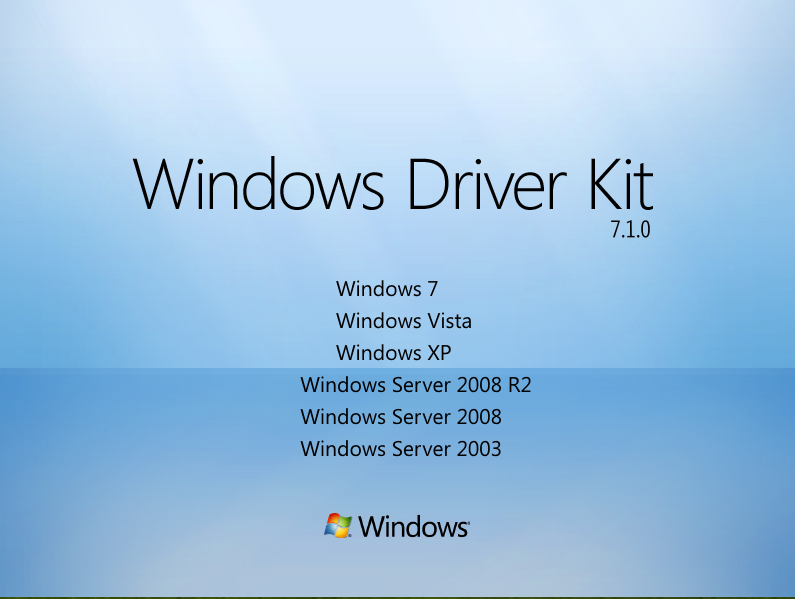 Windows Driver Kit
7.1.0
Windows 7
Windows Vista
Windows XP
Windows Server 2008 R2
Windows Server 2008
Windows Server 2003
Windows